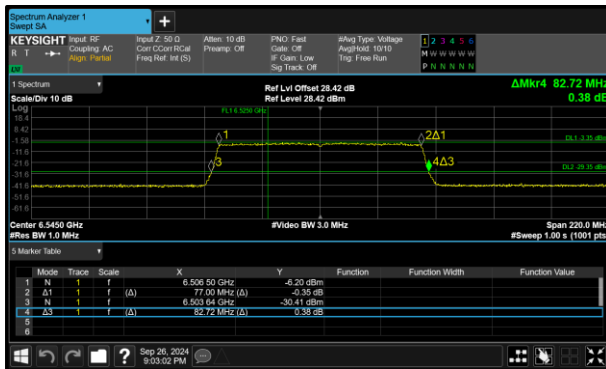 Spectrum Analyzer 1
Swept SA
KEYSIGHT Input: RF Input Z: 50 Ω Atten: 10 dB PNO: Fast #Avg Type: Voltage 1 2 3 4 5 6
R T Coupling: AC Corr CCorr RCal Preamp: Off Gate: Off Avg|Hold: 10/10 M W W W W W
Align: Partial Freq Ref: Int (S) IF Gain: Low Trig: Free Run
Sig Track: Off P N N N N N
1 Spectrum
Scale/Div 10 dB Ref Lvl Offset 28.42 dB ΔMkr4 82.72 MHz
Ref Level 28.42 dBm 0.38 dB
Log
18.4 FL1 6.5250 GHz
8.42
-1.58 1 2Δ1 DL1 -3.35 dBm
-11.6
-21.6 3 4Δ3 DL2 -29.35 dBm
-31.6
-41.6
-51.6
-61.6
Center 6.5450 GHz #Video BW 3.0 MHz Span 220.0 MHz
#Res BW 1.0 MHz #Sweep 1.00 s (1001 pts)
5 Marker Table
Mode Trace Scale X Y Function Function Width Function Value
1 N 1 f 6.506 50 GHz -6.20 dBm
2 Δ1 1 f (Δ) 77.00 MHz (Δ) -0.35 dB
3 N 1 f 6.503 64 GHz -30.41 dBm
4 Δ3 1 f (Δ) 82.72 MHz (Δ) 0.38 dB
5
6
? Sep 26, 2024
9:03:02 PM